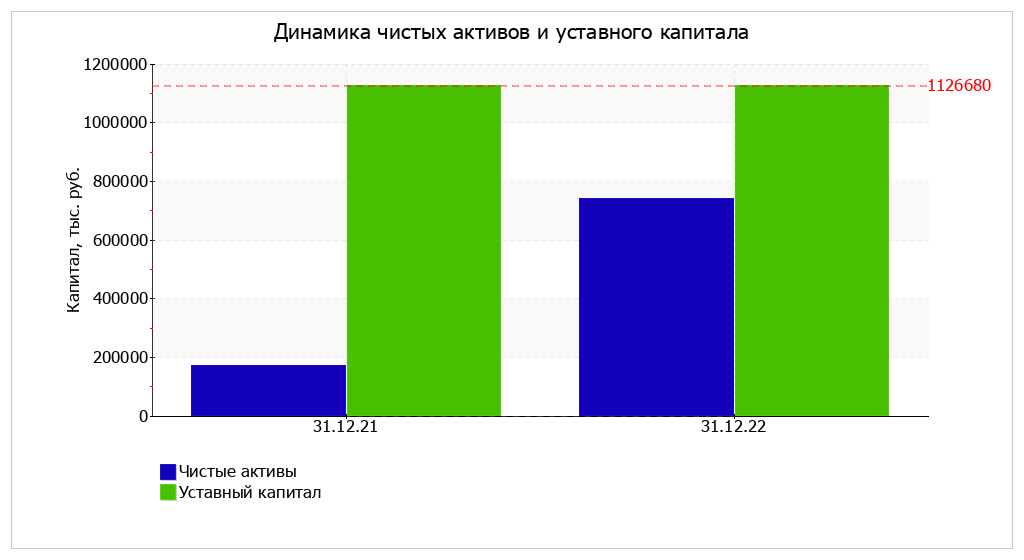 Динамика чистых активов и уставного капитала
Капитал, тыс. руб.
1200000
1126680
1000000
800000
600000
400000
200000
0
31.12.21
31.12.22
Чистые активы
Уставный капитал